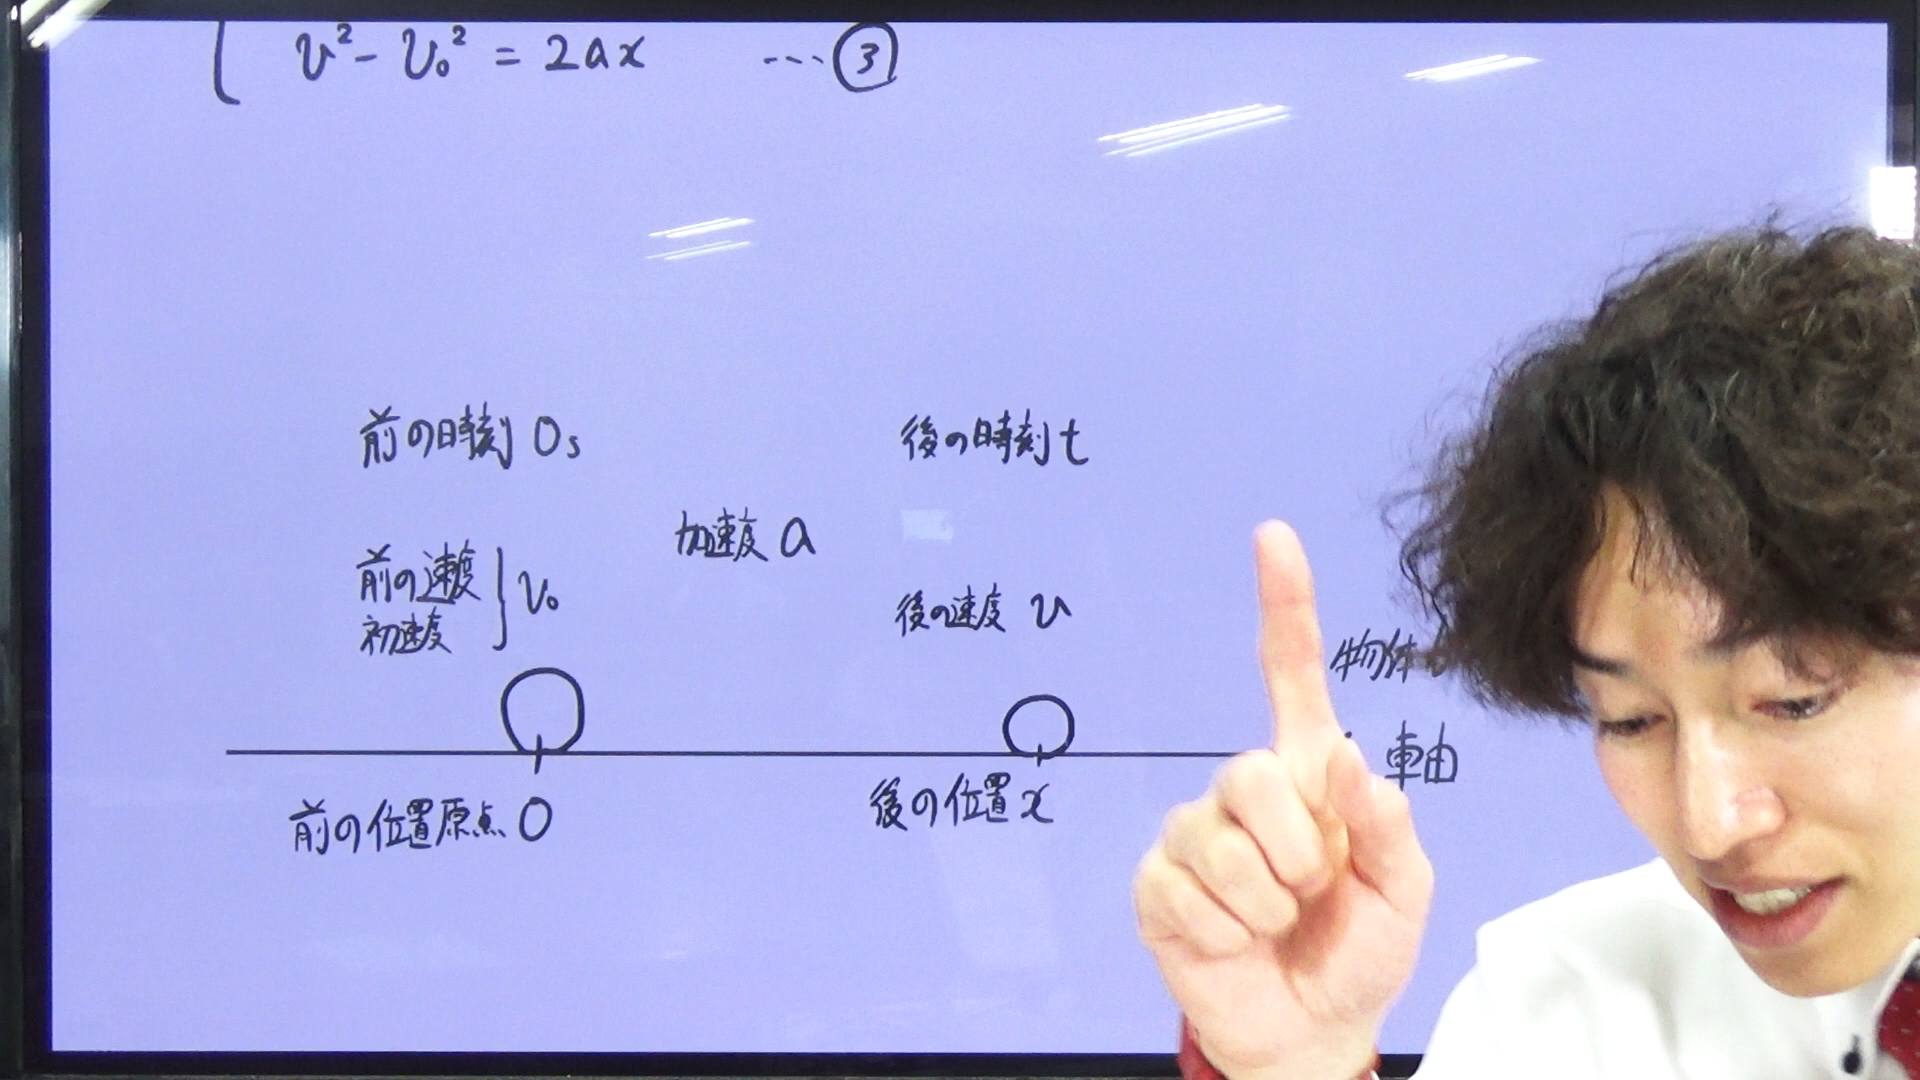 v² - v₀² = 2ax ...③
前の時刻 0s
後の時刻 t
加速度 a
前の速度
初速度
v₀
後の速度 v
物体
軸
前の位置原点 0
後の位置 x